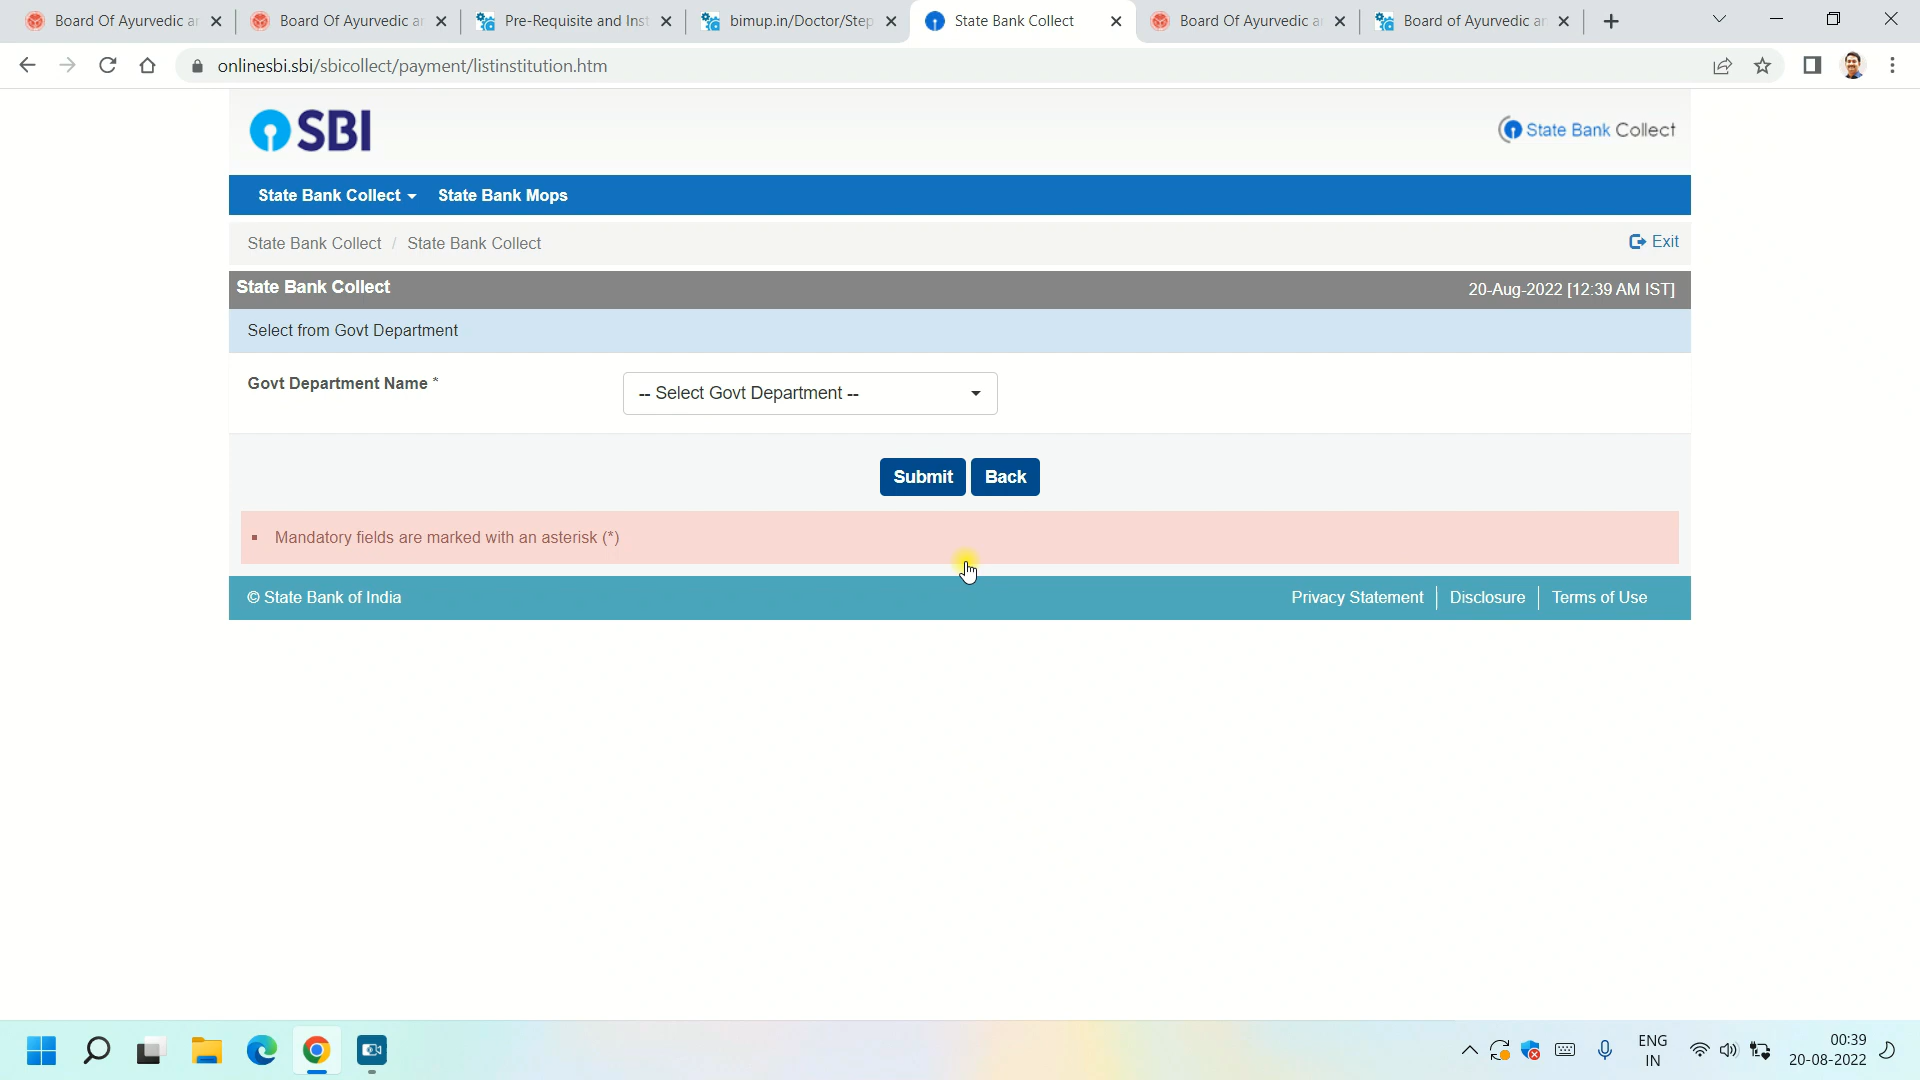 Board Of Ayurvedic a
Board Of Ayurvedic a
Pre-Requisite and Inst
bimup.in/Doctor/Step
State Bank Collect
Board Of Ayurvedic a
Board of Ayurvedic an
onlinesbi.sbi/sbicollect/payment/listinstitution.htm
SBI
State Bank Collect
State Bank Collect
State Bank Mops
State Bank Collect / State Bank Collect
Exit
State Bank Collect
20-Aug-2022 [12:39 AM IST]
Select from Govt Department
Govt Department Name *
-- Select Govt Department --
Submit
Back
Mandatory fields are marked with an asterisk (*)
© State Bank of India
Privacy Statement
Disclosure
Terms of Use
ENG
IN
00:39
20-08-2022